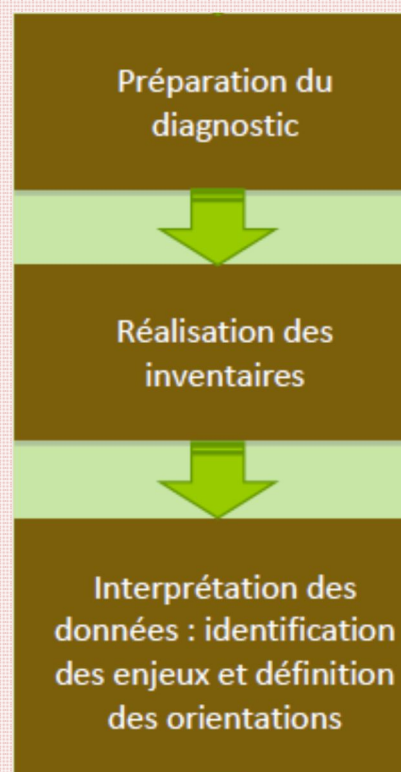 Préparation du
diagnostic
Réalisation des
inventaires
Interprétation des
données : identification
des enjeux et définition
des orientations